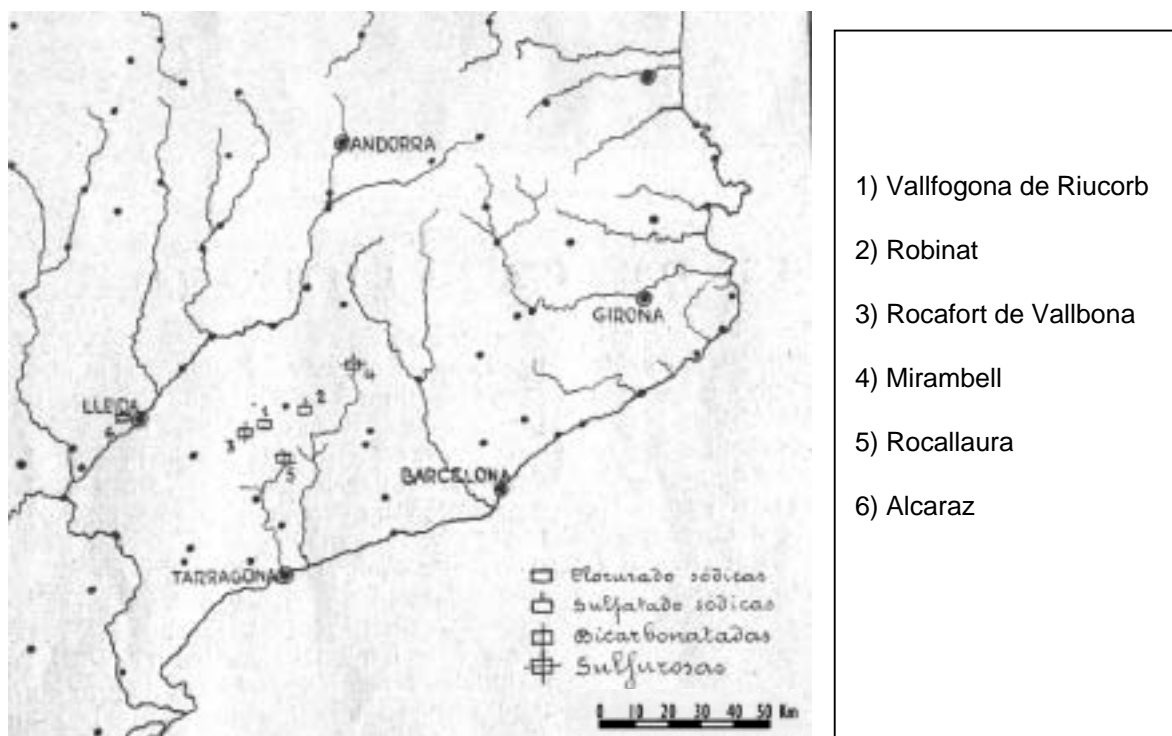 ANDORRA
GIRONA
LLEIDA
1
2
3
4
5
6
BARCELONA
TARRAGONA
Clorurado sódicas
Sulfatado sódicas
Bicarbonatadas
Sulfurosas
0 10 20 30 40 50 Km
1) Vallfogona de Riucorb
2) Robinat
3) Rocafort de Vallbona
4) Mirambell
5) Rocallaura
6) Alcaraz